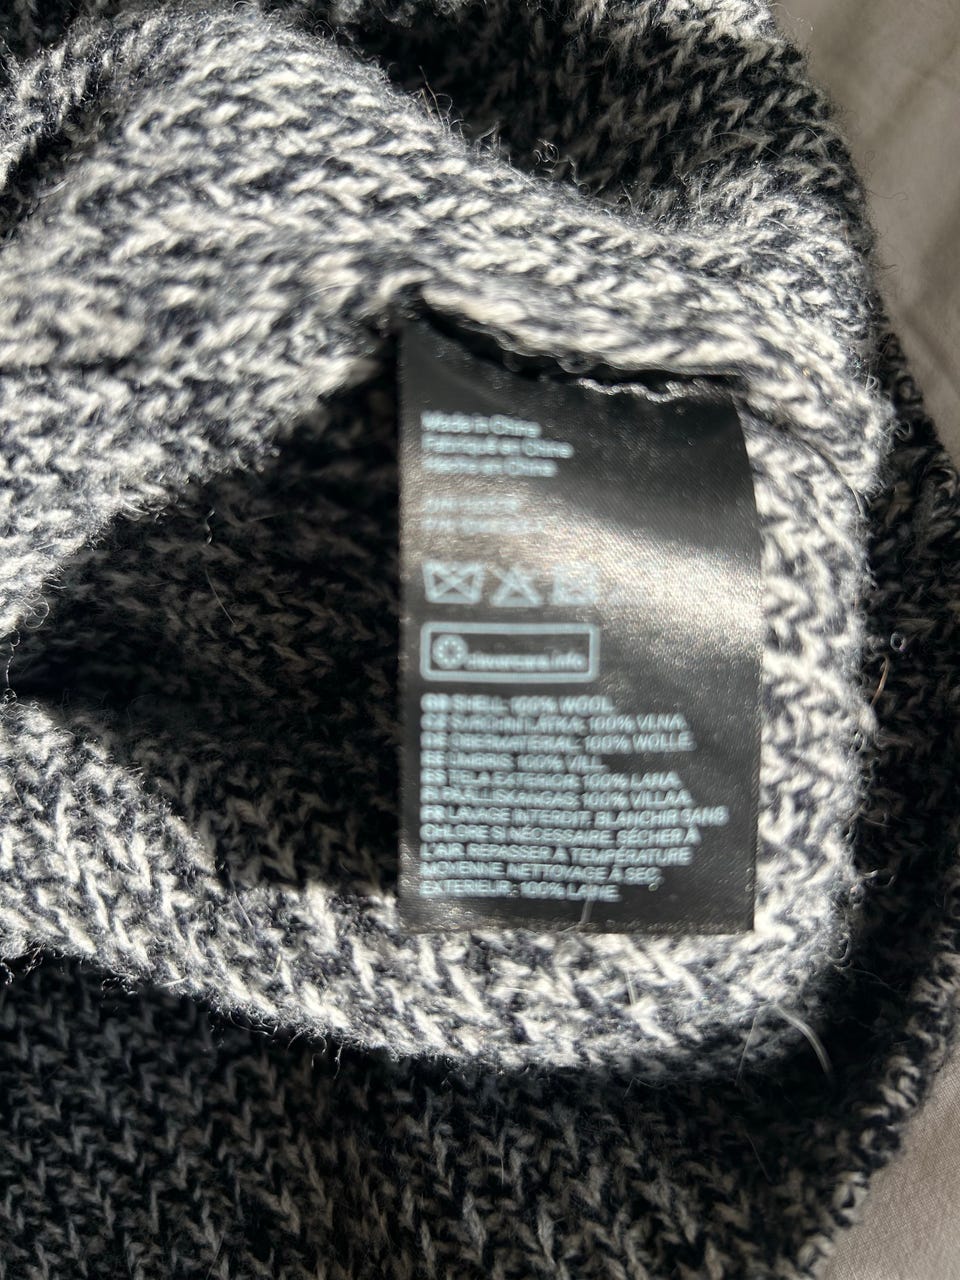 Made in China
Fabriqué en Chine
Hecho en China
clevercare.info
GB SHELL: 100% WOOL
CZ SVRCHNÍ LÁTKA: 100% VLNA
DE OBERMATERIAL: 100% WOLLE
100% VILL
ES TELA EXTERIOR: 100% LANA
FI PÄÄLLISKANGAS: 100% VILLAA
FR LAVAGE INTERDIT. BLANCHIR SANS
CHLORE SI NÉCESSAIRE. SÉCHER À
L'AIR. REPASSER À TEMPÉRATURE
MOYENNE. NETTOYAGE À SEC.
EXTÉRIEUR: 100% LAINE